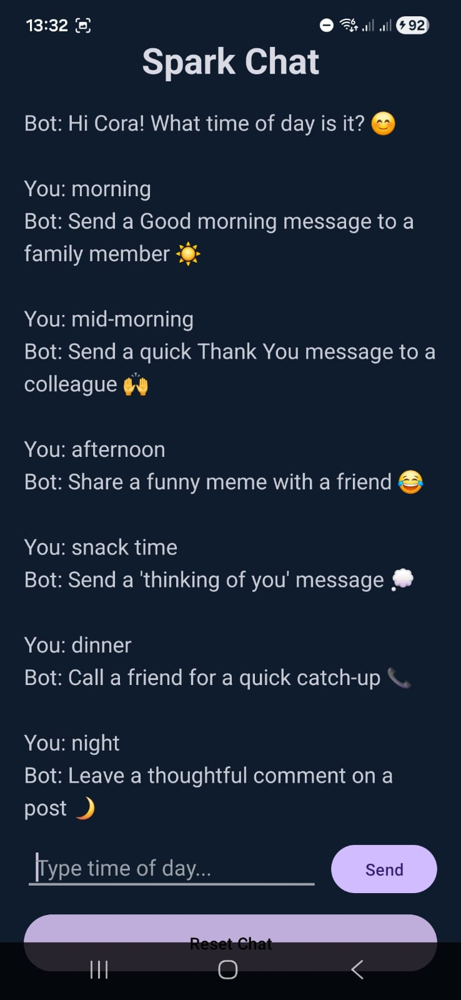 13:32 92
Spark Chat
Bot: Hi Cora! What time of day is it? 😊
You: morning
Bot: Send a Good morning message to a
family member ☀️
You: mid-morning
Bot: Send a quick Thank You message to a
colleague 🙌
You: afternoon
Bot: Share a funny meme with a friend 😂
You: snack time
Bot: Send a 'thinking of you' message 💭
You: dinner
Bot: Call a friend for a quick catch-up 📞
You: night
Bot: Leave a thoughtful comment on a
post 🌙
Type time of day...
Send
Reset Chat